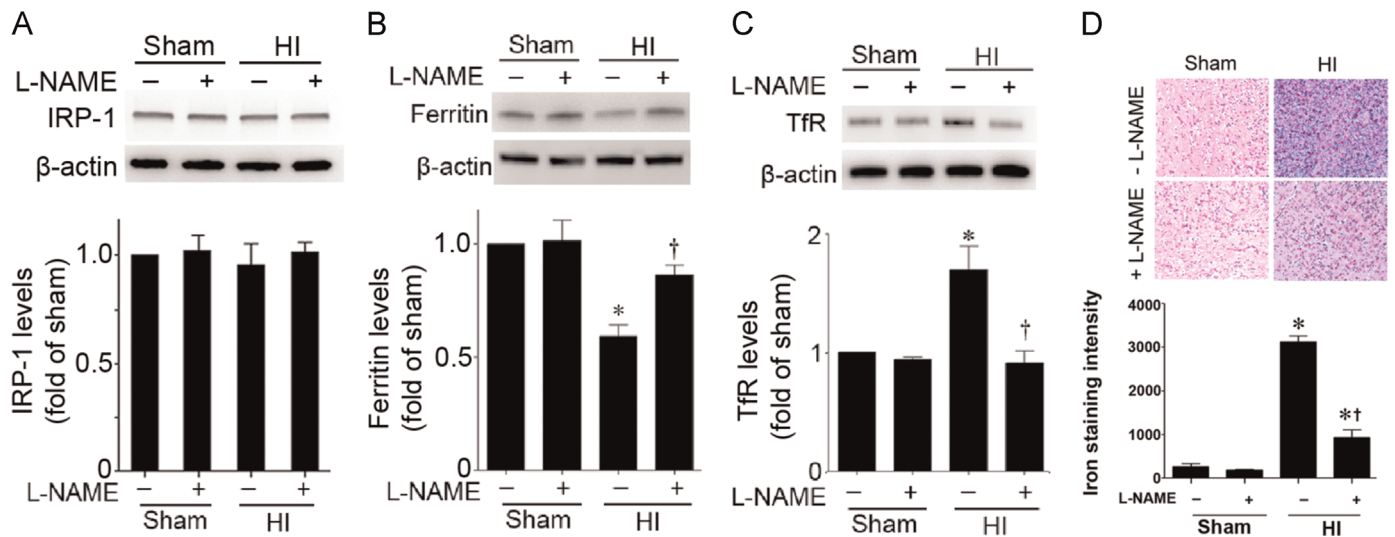 A
Sham HI
L-NAME − + − +
IRP-1
β-actin
IRP-1 levels
(fold of sham)
1.0
0.5
0
L-NAME − + − +
Sham HI
B
Sham HI
L-NAME − + − +
Ferritin
β-actin
Ferritin levels
(fold of sham)
1.0
0.5
0
* †
L-NAME − + − +
Sham HI
C
Sham HI
L-NAME − + − +
TfR
β-actin
TfR levels
(fold of sham)
2
1
0
* †
L-NAME − + − +
Sham HI
D
Sham HI
- L-NAME
+ L-NAME
Iron staining intensity
4000
3000
2000
1000
0
* *†
L-NAME − + − +
Sham HI